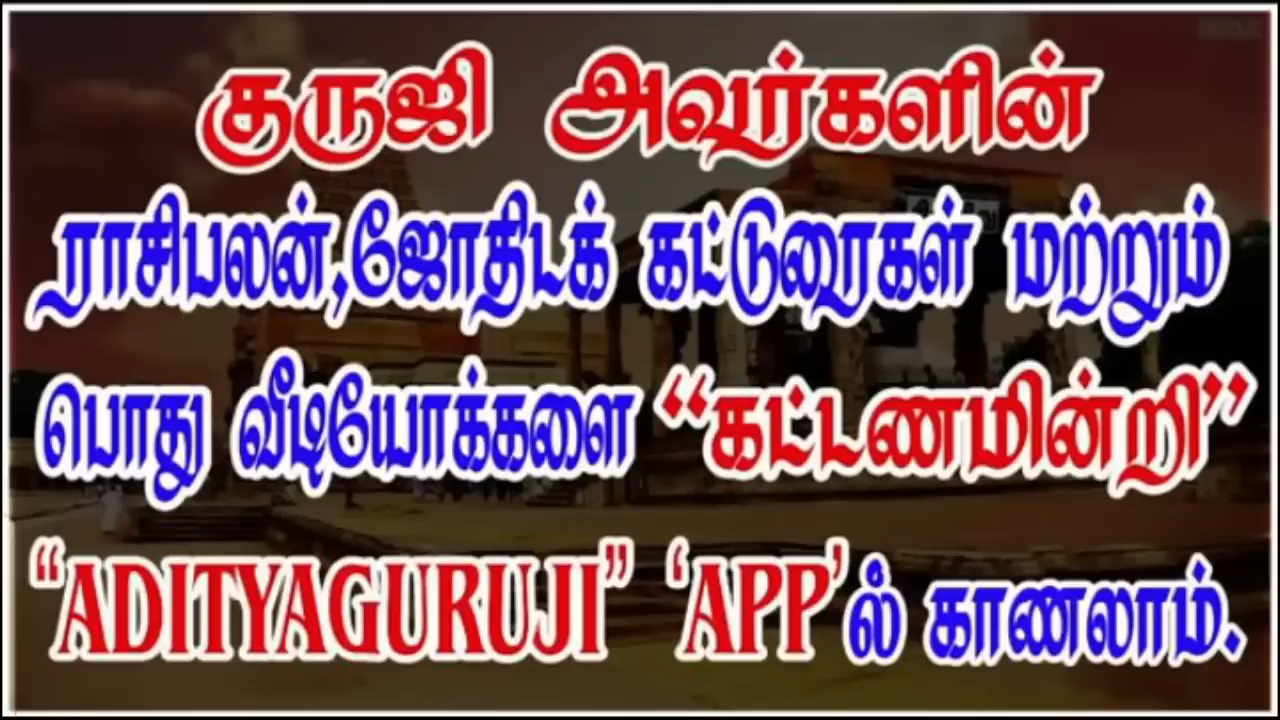 குருஜி அவர்களின்
ராசிபலன்,ஜோதிடக் கட்டுரைகள் மற்றும்
பொது வீடியோக்களை “கட்டணமின்றி”
“ADITYAGURUJI” ‘APP’ல் காணலாம்.